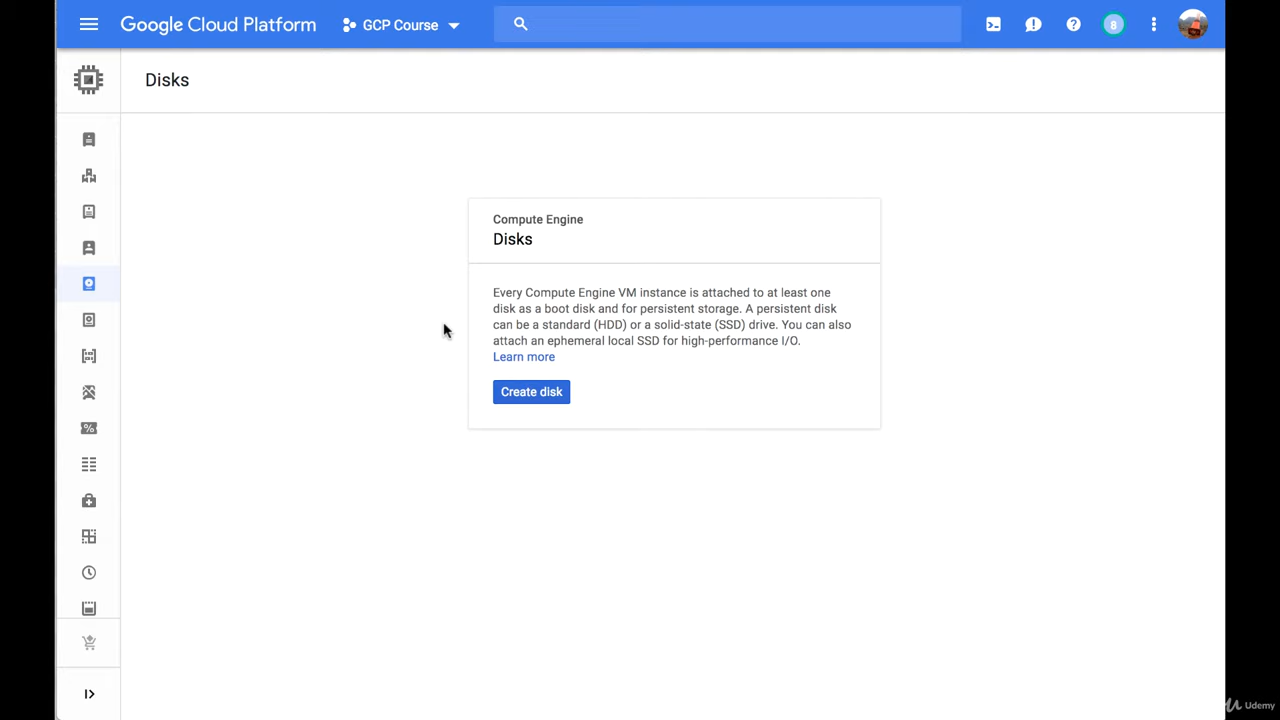 Google Cloud Platform
GCP Course
8
Disks
Compute Engine
Disks
Every Compute Engine VM instance is attached to at least one
disk as a boot disk and for persistent storage. A persistent disk
can be a standard (HDD) or a solid-state (SSD) drive. You can also
attach an ephemeral local SSD for high-performance I/O.
Learn more
Create disk
Udemy